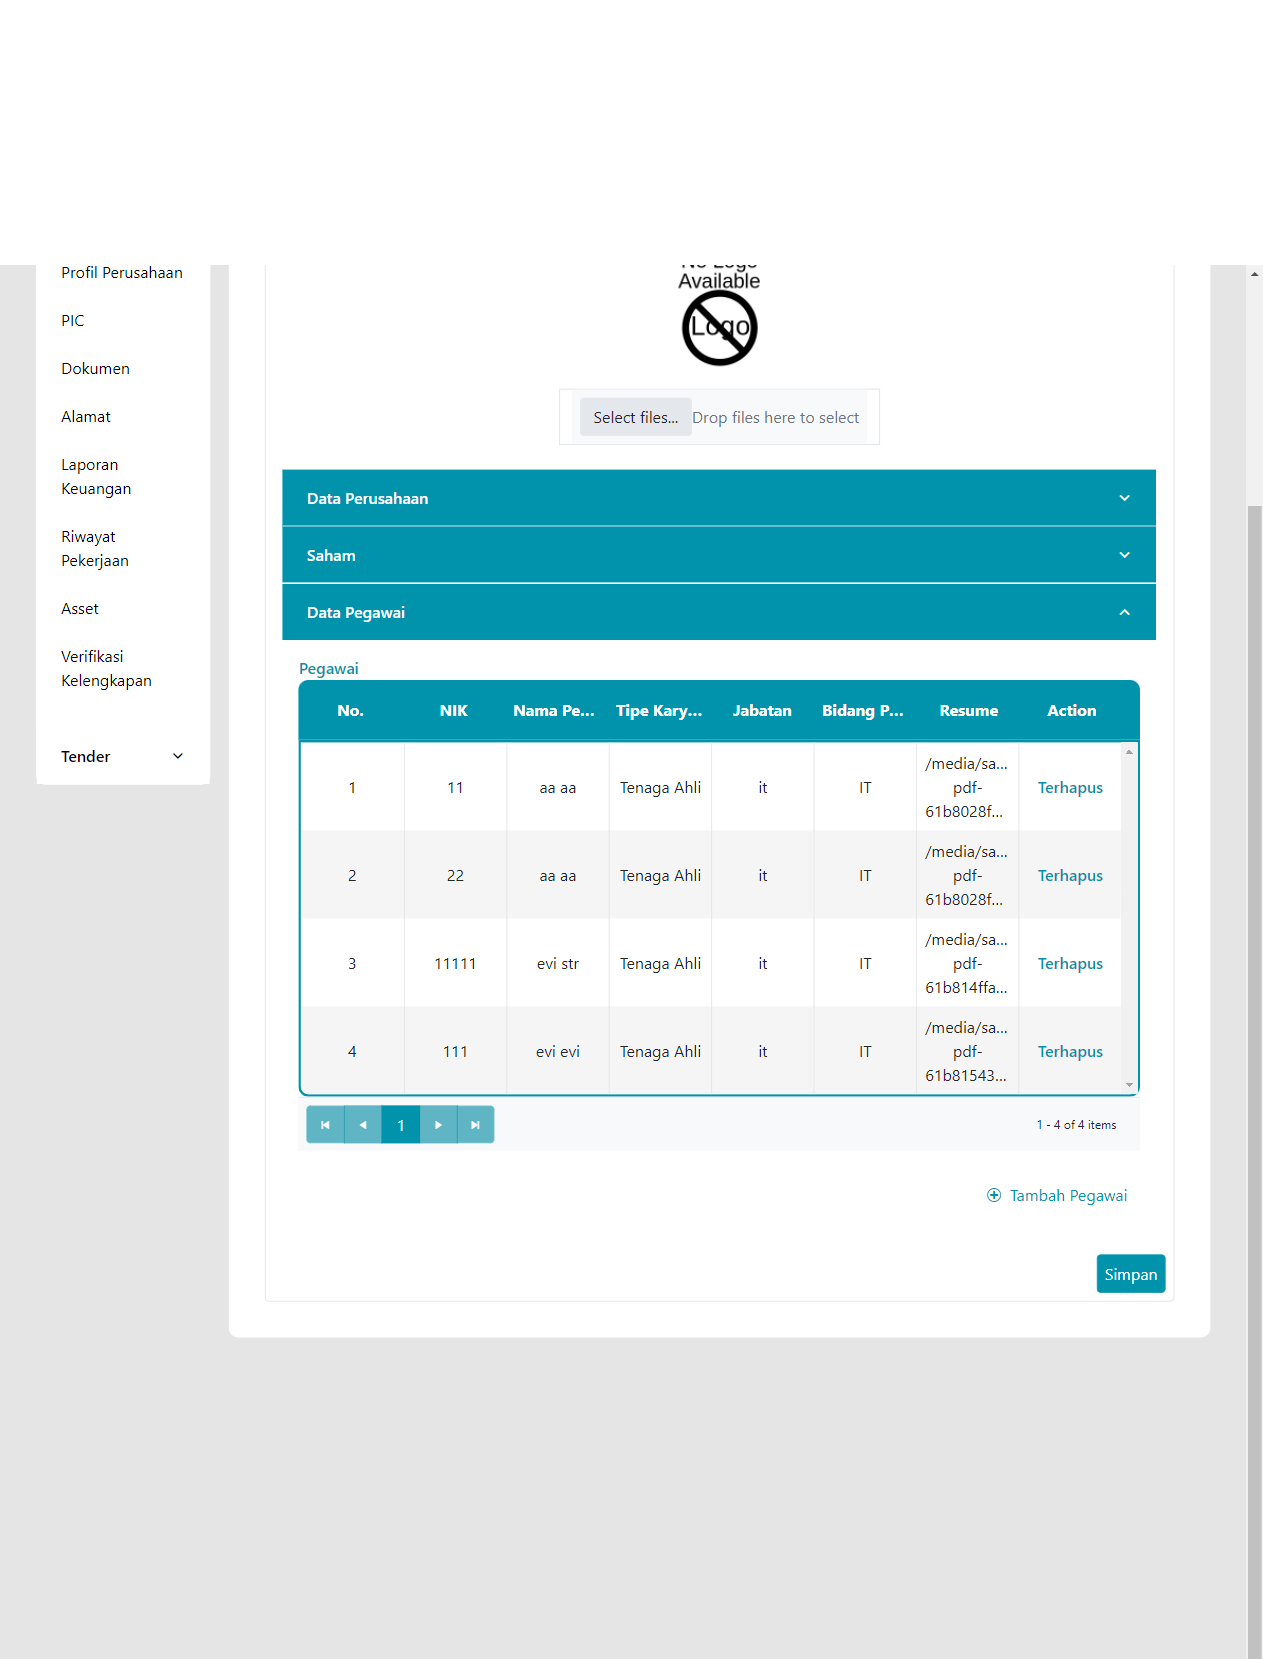 Profil Perusahaan
PIC
Dokumen
Alamat
Laporan
Keuangan
Riwayat
Pekerjaan
Asset
Verifikasi
Kelengkapan
Tender
No Logo
Available
Logo
Select files... Drop files here to select
Data Perusahaan
Saham
Data Pegawai
Pegawai
No. NIK Nama Pe... Tipe Kary... Jabatan Bidang P... Resume Action
1 11 aa aa Tenaga Ahli it IT /media/sa... pdf- 61b8028f... Terhapus
2 22 aa aa Tenaga Ahli it IT /media/sa... pdf- 61b8028f... Terhapus
3 11111 evi str Tenaga Ahli it IT /media/sa... pdf- 61b814ffa... Terhapus
4 111 evi evi Tenaga Ahli it IT /media/sa... pdf- 61b81543... Terhapus
1
1 - 4 of 4 items
Tambah Pegawai
Simpan